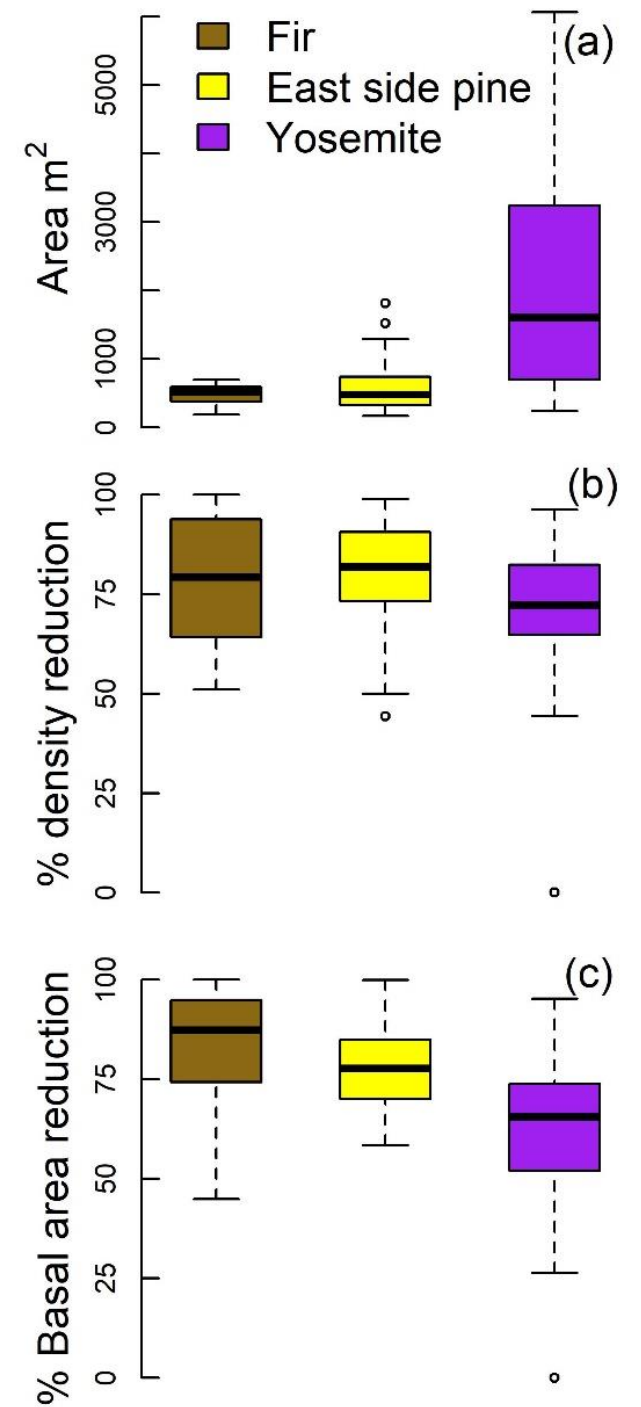 (a)
Fir
East side pine
Yosemite
Area m²
5000
3000
1000
0
(b)
% density reduction
100
75
50
25
0
(c)
% Basal area reduction
100
75
50
25
0